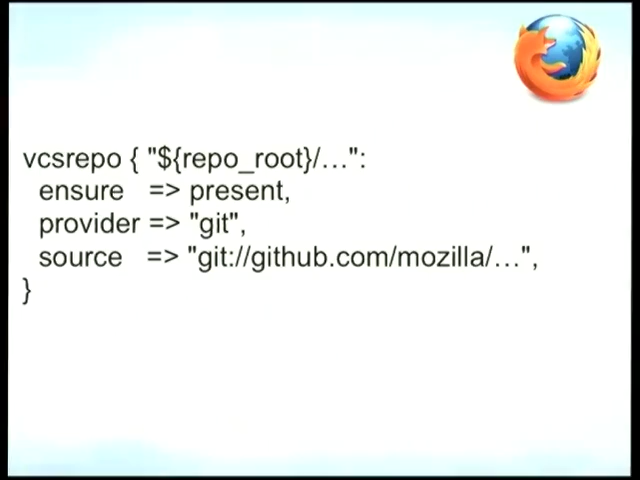 vcsrepo { "${repo_root}/…":
ensure => present,
provider => "git",
source => "git://github.com/mozilla/…",
}